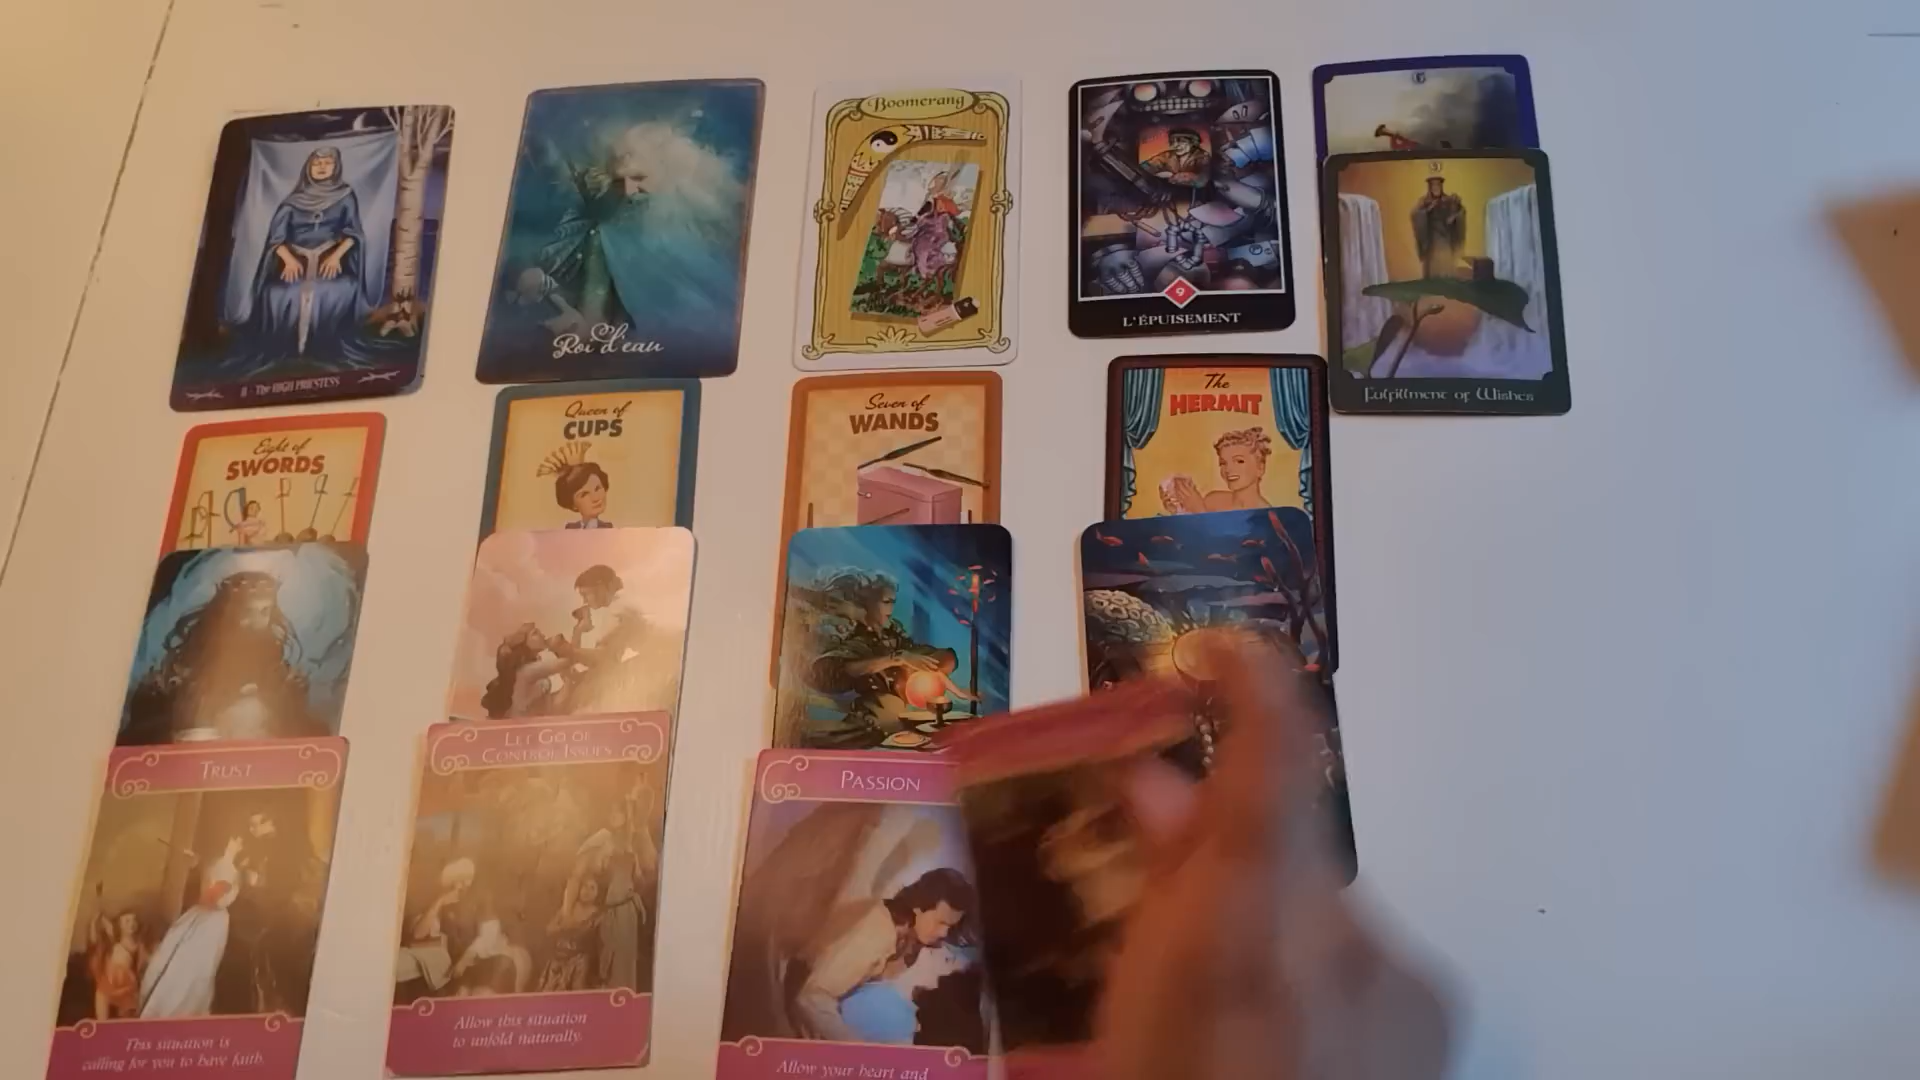 II - The HIGH PRIESTESS
Roi d'eau
Boomerang
9
L'ÉPUISEMENT
6
9
Fulfillment of Wishes
Eight of
SWORDS
Queen of
CUPS
Seven of
WANDS
The
HERMIT
TRUST
This situation is
calling for you to have faith.
LET GO OF
CONTROL ISSUES
Allow this situation
to unfold naturally.
PASSION
Allow your heart and